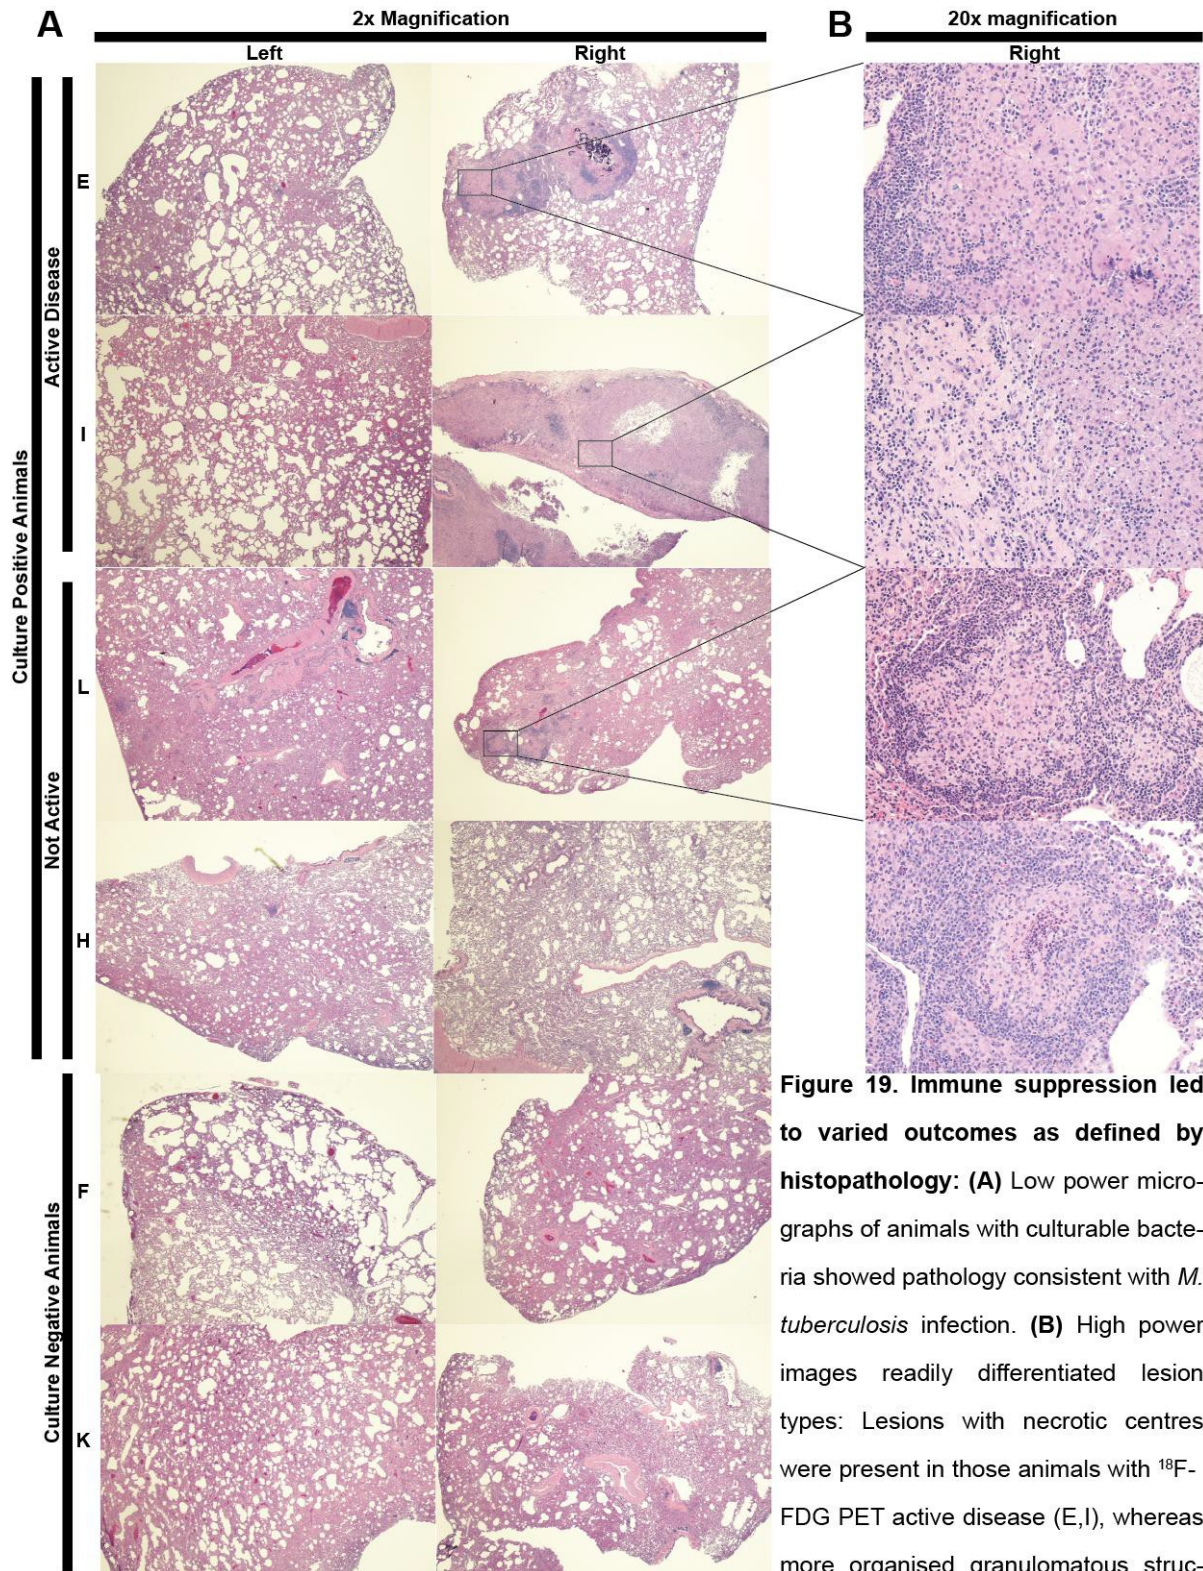 A
2x Magnification
Left
Right
B
20x magnification
Right
Culture Positive Animals
Active Disease
E
I
Not Active
L
H
Culture Negative Animals
F
K
Figure 19. Immune suppression led
to varied outcomes as defined by
histopathology: (A) Low power micro-
graphs of animals with culturable bacte-
ria showed pathology consistent with M.
tuberculosis infection. (B) High power
images readily differentiated lesion
types: Lesions with necrotic centres
were present in those animals with ¹⁸F-
FDG PET active disease (E,I), whereas
more organised granulomatous struc-